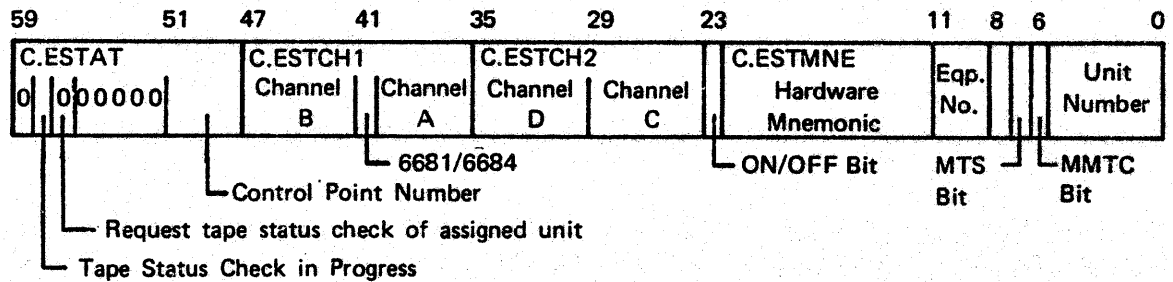 59 51 47 41 35 29 23 11 8 6 0
C.ESTAT C.ESTCH1 C.ESTCH2 C.ESTMNE
Channel Channel Channel Channel Hardware Eqp. Unit
0 000000 B A D C Mnemonic No. Number
6681/6684 ON/OFF Bit MTS MMTC
Control Point Number Bit Bit
Request tape status check of assigned unit
Tape Status Check in Progress